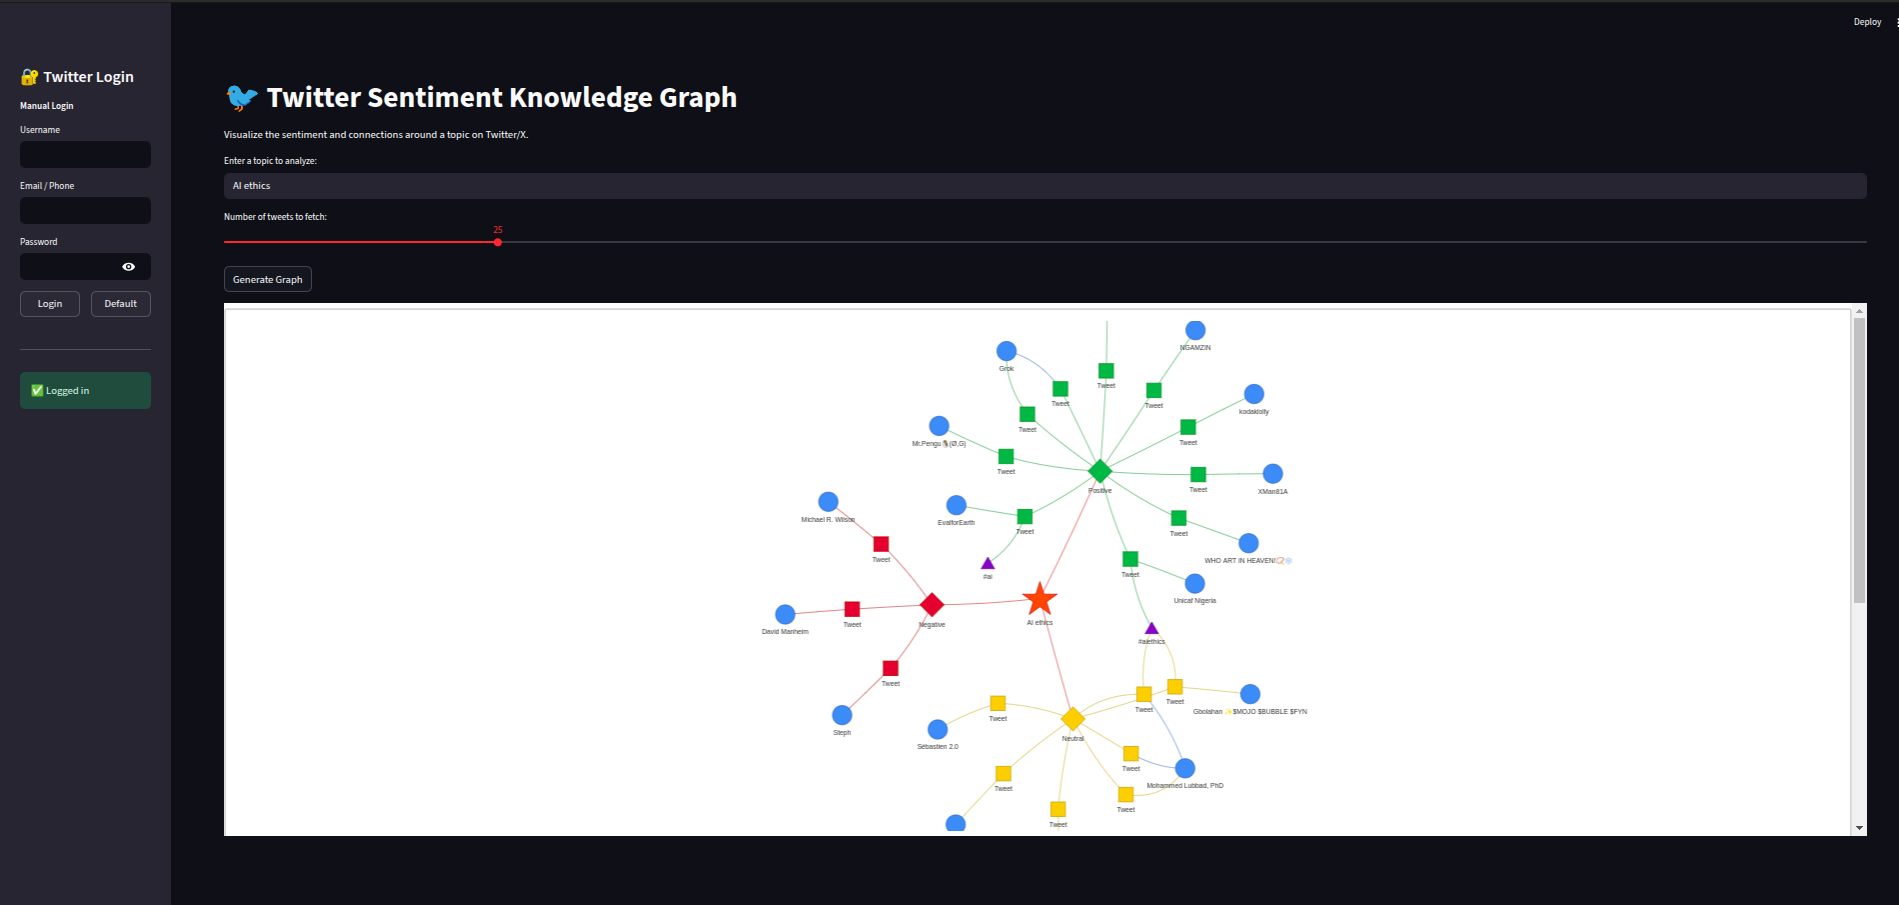 Deploy
🔐 Twitter Login
Manual Login
Username
Email / Phone
Password
Login
Default
✅ Logged in
🐦 Twitter Sentiment Knowledge Graph
Visualize the sentiment and connections around a topic on Twitter/X.
Enter a topic to analyze:
AI ethics
Number of tweets to fetch:
25
Generate Graph
NGAMZIN
Grok
Tweet
Tweet
Tweet
kodaklolly
Tweet
Mr.Pengu🐧(Ø,G)
Tweet
Tweet
Positive
Tweet
XMan81A
Michael R. Wilson
EvalforEarth
Tweet
Tweet
Tweet
WHO ART IN HEAVEN!
#ai
Tweet
Unicaf Nigeria
David Manheim
Tweet
Negative
AI ethics
#aiethics
Tweet
Tweet
Tweet
Gbolahan ✨$MOJO $BUBBLE $FYN
Tweet
Steph
Sébastien 2.0
Neutral
Tweet
Mohammed Lubbad, PhD
Tweet
Tweet
Tweet